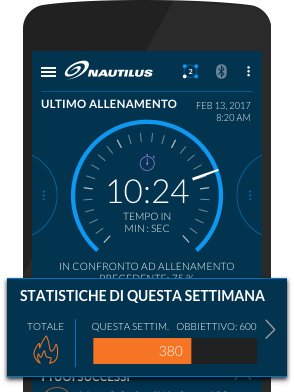 NAUTILUS
2
ULTIMO ALLENAMENTO
FEB 13, 2017
8:20 AM
10:24
TEMPO IN
MIN : SEC
IN CONFRONTO AD ALLENAMENTO
PRECEDENTE: 75 %
STATISTICHE DI QUESTA SETTIMANA
TOTALE
QUESTA SETTIM. OBBIETTIVO: 600
380
I TUOI SUCCESSI